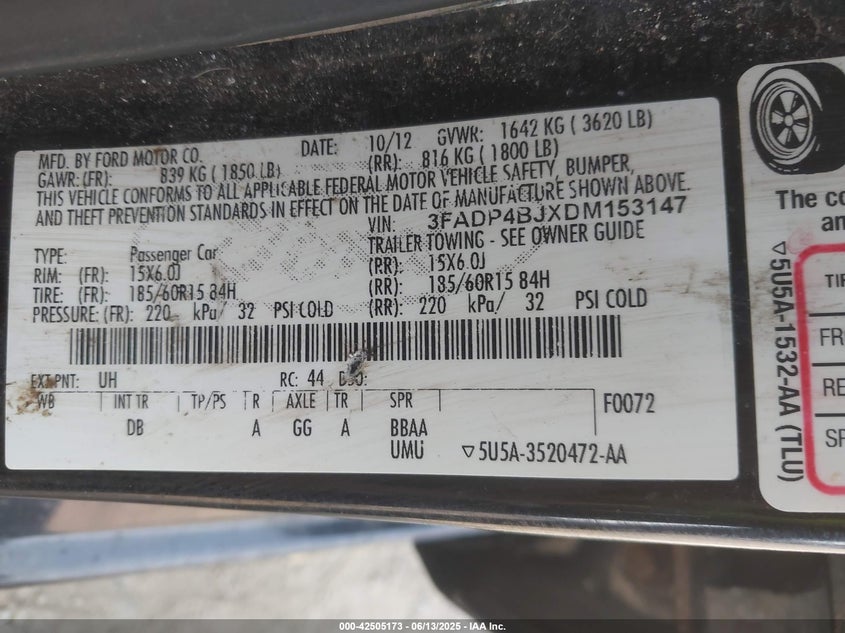 MFD. BY FORD MOTOR CO. DATE: 10/12 GVWR: 1642 KG ( 3620 LB)
GAWR:(FR): 839 KG ( 1850 LB) (RR): 816 KG ( 1800 LB)
THIS VEHICLE CONFORMS TO ALL APPLICABLE FEDERAL MOTOR VEHICLE SAFETY, BUMPER,
AND THEFT PREVENTION STANDARDS IN EFFECT ON THE DATE OF MANUFACTURE SHOWN ABOVE.
VIN: 3FADP4BJXDM153147
TYPE: Passenger Car TRAILER TOWING - SEE OWNER GUIDE
RIM: (FR): 15X6.0J (RR): 15X6.0J
TIRE: (FR): 185/60R15 84H (RR): 185/60R15 84H
PRESSURE: (FR): 220 kPa/ 32 PSI COLD (RR): 220 kPa/ 32 PSI COLD
EXT PNT: UH RC: 44 DSO:
WB INT TR TP/PS R AXLE TR SPR F0072
DB A GG A BBAA
UMU ▽5U5A-3520472-AA
The co
an
▽5U5A-1532-AA (TLU)
TIR
FRO
RE
SP
000-42505173 - 06/13/2025 - IAA Inc.